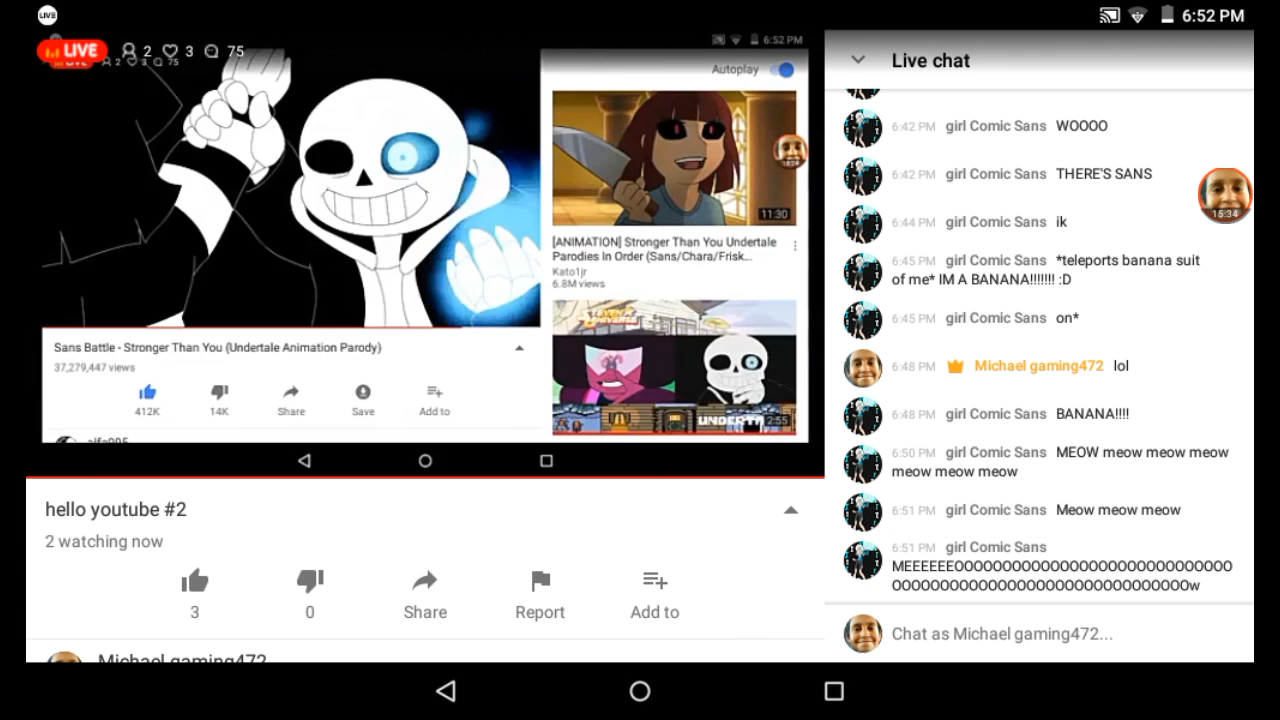 LIVE
6:52 PM
LIVE 2 3 75
6:52 PM
Autoplay
11:30
[ANIMATION] Stronger Than You Undertale
Parodies In Order (Sans/Chara/Frisk...
Kato1jr
6.8M views
Sans Battle - Stronger Than You (Undertale Animation Parody)
37,279,447 views
412K 14K Share Save Add to
2:55
hello youtube #2
2 watching now
3 0 Share Report Add to
Michael gaming472
Live chat
6:42 PM girl Comic Sans WOOOO
6:42 PM girl Comic Sans THERE'S SANS
15:34
6:44 PM girl Comic Sans ik
6:45 PM girl Comic Sans *teleports banana suit
of me* IM A BANANA!!!!!!! :D
6:45 PM girl Comic Sans on*
6:48 PM Michael gaming472 lol
6:48 PM girl Comic Sans BANANA!!!!
6:50 PM girl Comic Sans MEOW meow meow meow
meow meow meow
6:51 PM girl Comic Sans Meow meow meow
6:51 PM girl Comic Sans
MEEEEEEOOOOOOOOOOOOOOOOOOOOOOOOOOOOO
OOOOOOOOOOOOOOOOOOOOOOOOOOOOOOOOw
Chat as Michael gaming472...